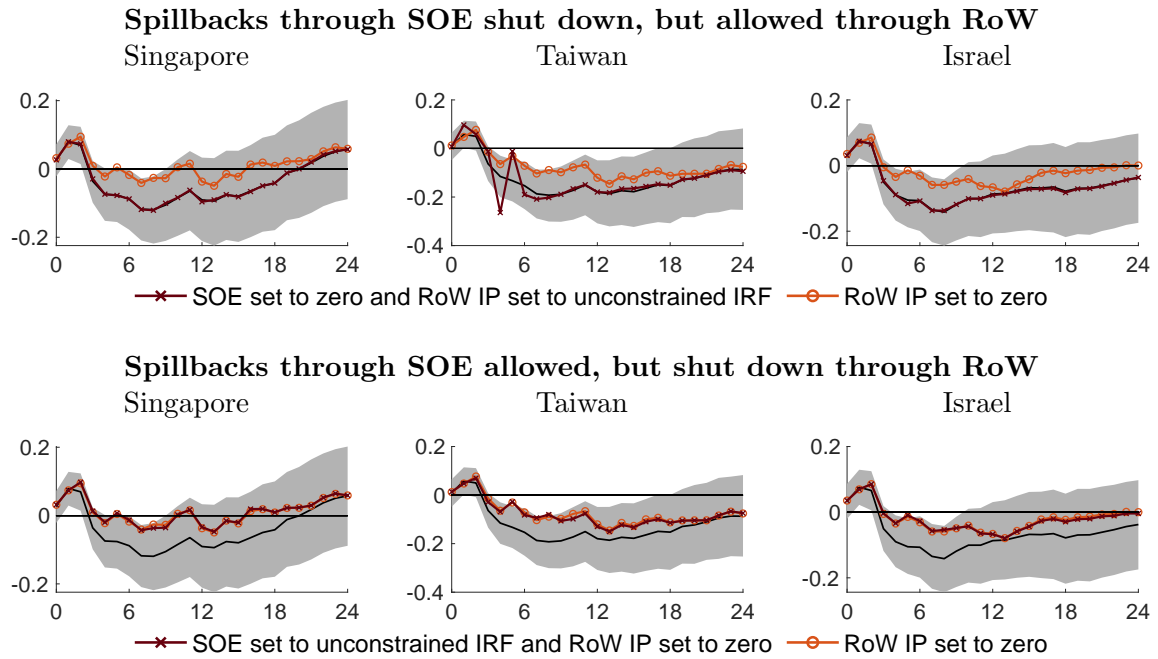 Spillbacks through SOE shut down, but allowed through RoW
Singapore Taiwan Israel
0.2 0.2 0.2
0 0 0
-0.2 -0.2 -0.2
-0.4
0 6 12 18 24 0 6 12 18 24 0 6 12 18 24
SOE set to zero and RoW IP set to unconstrained IRF RoW IP set to zero
Spillbacks through SOE allowed, but shut down through RoW
Singapore Taiwan Israel
0.2 0.2 0.2
0 0 0
-0.2 -0.2 -0.2
-0.4
0 6 12 18 24 0 6 12 18 24 0 6 12 18 24
SOE set to unconstrained IRF and RoW IP set to zero RoW IP set to zero